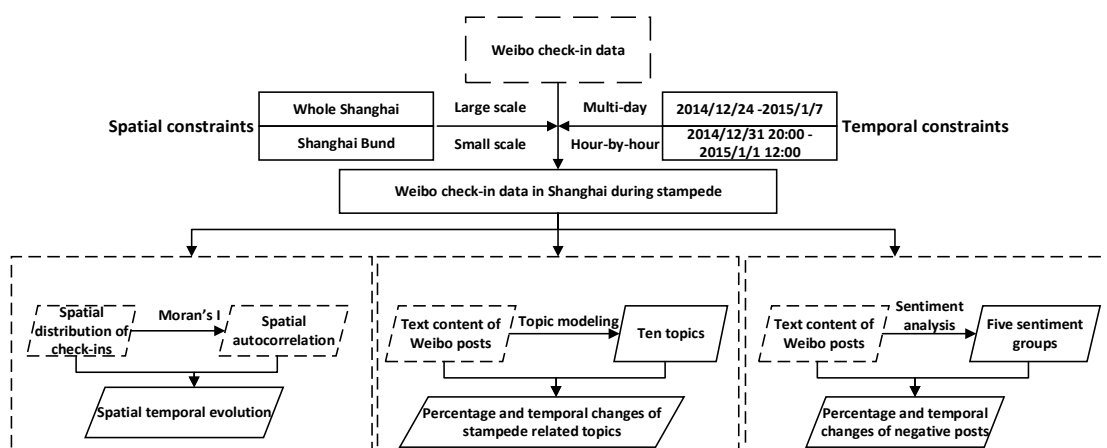 Weibo check-in data
Spatial constraints
Whole Shanghai
Shanghai Bund
Large scale
Small scale
Multi-day
Hour-by-hour
2014/12/24 -2015/1/7
2014/12/31 20:00 -
2015/1/1 12:00
Temporal constraints
Weibo check-in data in Shanghai during stampede
Spatial
distribution of
check-ins
Moran's I
Spatial
autocorrelation
Spatial temporal evolution
Text content of
Weibo posts
Topic modeling
Ten topics
Percentage and temporal changes of
stampede related topics
Text content of
Weibo posts
Sentiment
analysis
Five sentiment
groups
Percentage and temporal
changes of negative posts